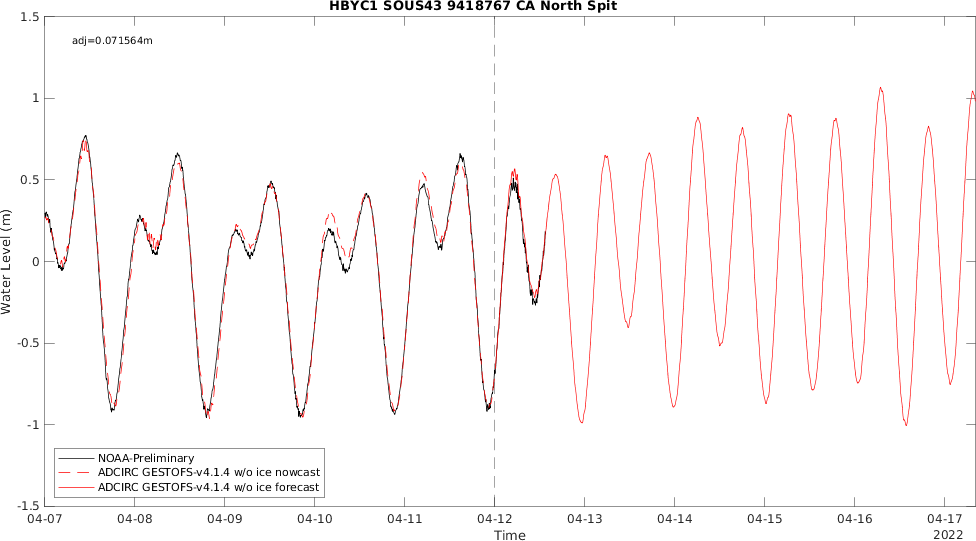 HBYC1 SOUS43 9418767 CA North Spit
adj=0.071564m
1.5
1
0.5
0
-0.5
-1
-1.5
Water Level (m)
NOAA-Preliminary
ADCIRC GESTOFS-v4.1.4 w/o ice nowcast
ADCIRC GESTOFS-v4.1.4 w/o ice forecast
04-07 04-08 04-09 04-10 04-11 04-12 04-13 04-14 04-15 04-16 04-17
Time
2022